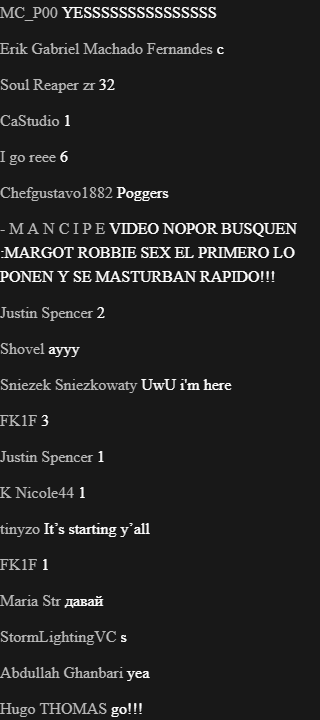 MC_P00 YESSSSSSSSSSSSSSS
Erik Gabriel Machado Fernandes c
Soul Reaper zr 32
CaStudio 1
I go reee 6
Chefgustavo1882 Poggers
- M A N C I P E VIDEO NOPOR BUSQUEN
:MARGOT ROBBIE SEX EL PRIMERO LO
PONEN Y SE MASTURBAN RAPIDO!!!
Justin Spencer 2
Shovel ayyy
Sniezek Sniezkowaty UwU i'm here
FK1F 3
Justin Spencer 1
K Nicole44 1
tinyzo It’s starting y’all
FK1F 1
Maria Str давай
StormLightingVC s
Abdullah Ghanbari yea
Hugo THOMAS go!!!